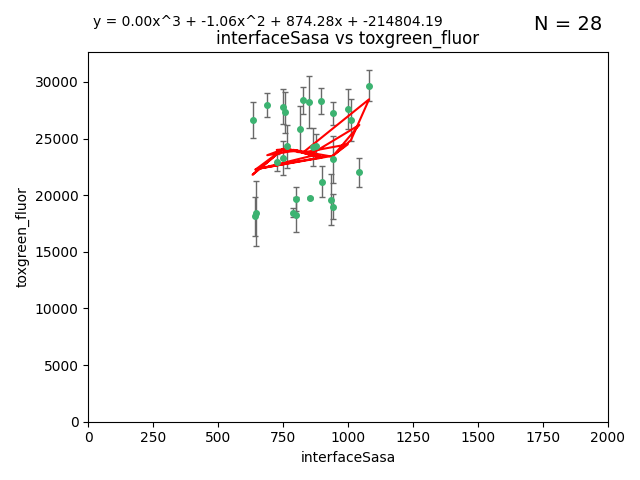 y = 0.00x^3 + -1.06x^2 + 874.28x + -214804.19
N = 28
interfaceSasa vs toxgreen_fluor
30000
25000
20000
15000
10000
5000
0
toxgreen_fluor
0 250 500 750 1000 1250 1500 1750 2000
interfaceSasa